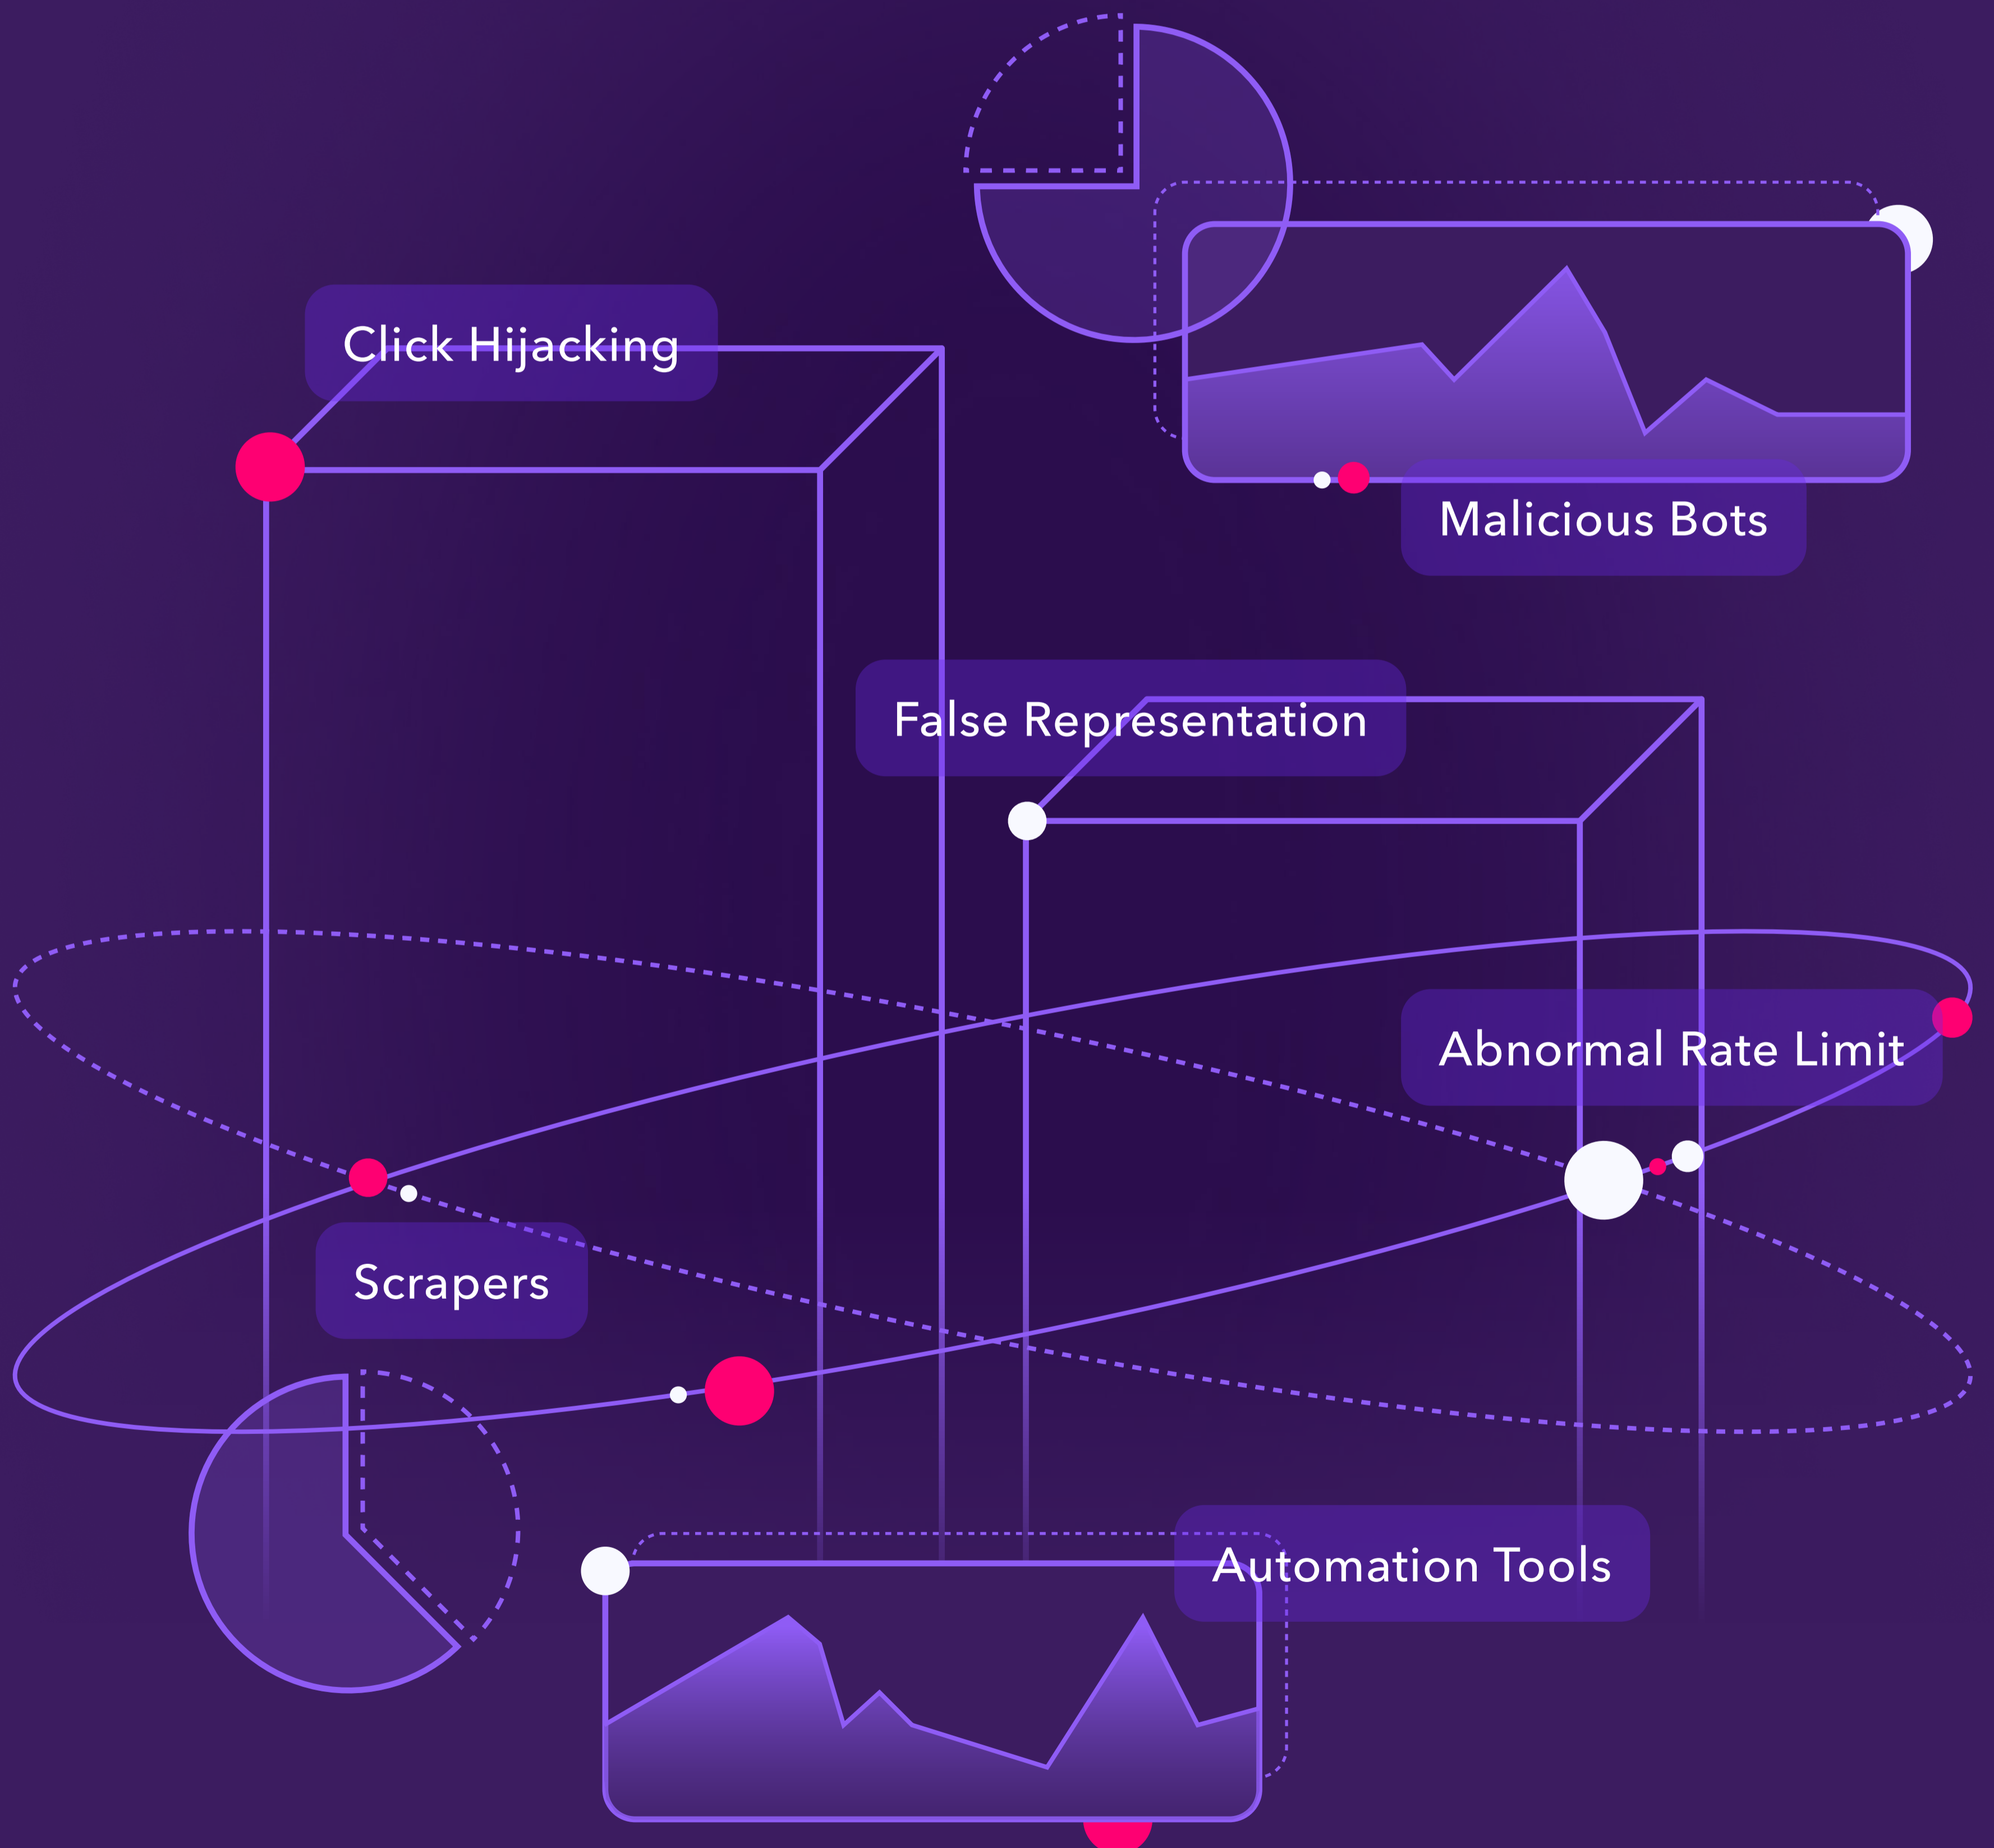 Click Hijacking
Malicious Bots
False Representation
Abnormal Rate Limit
Scrapers
Automation Tools